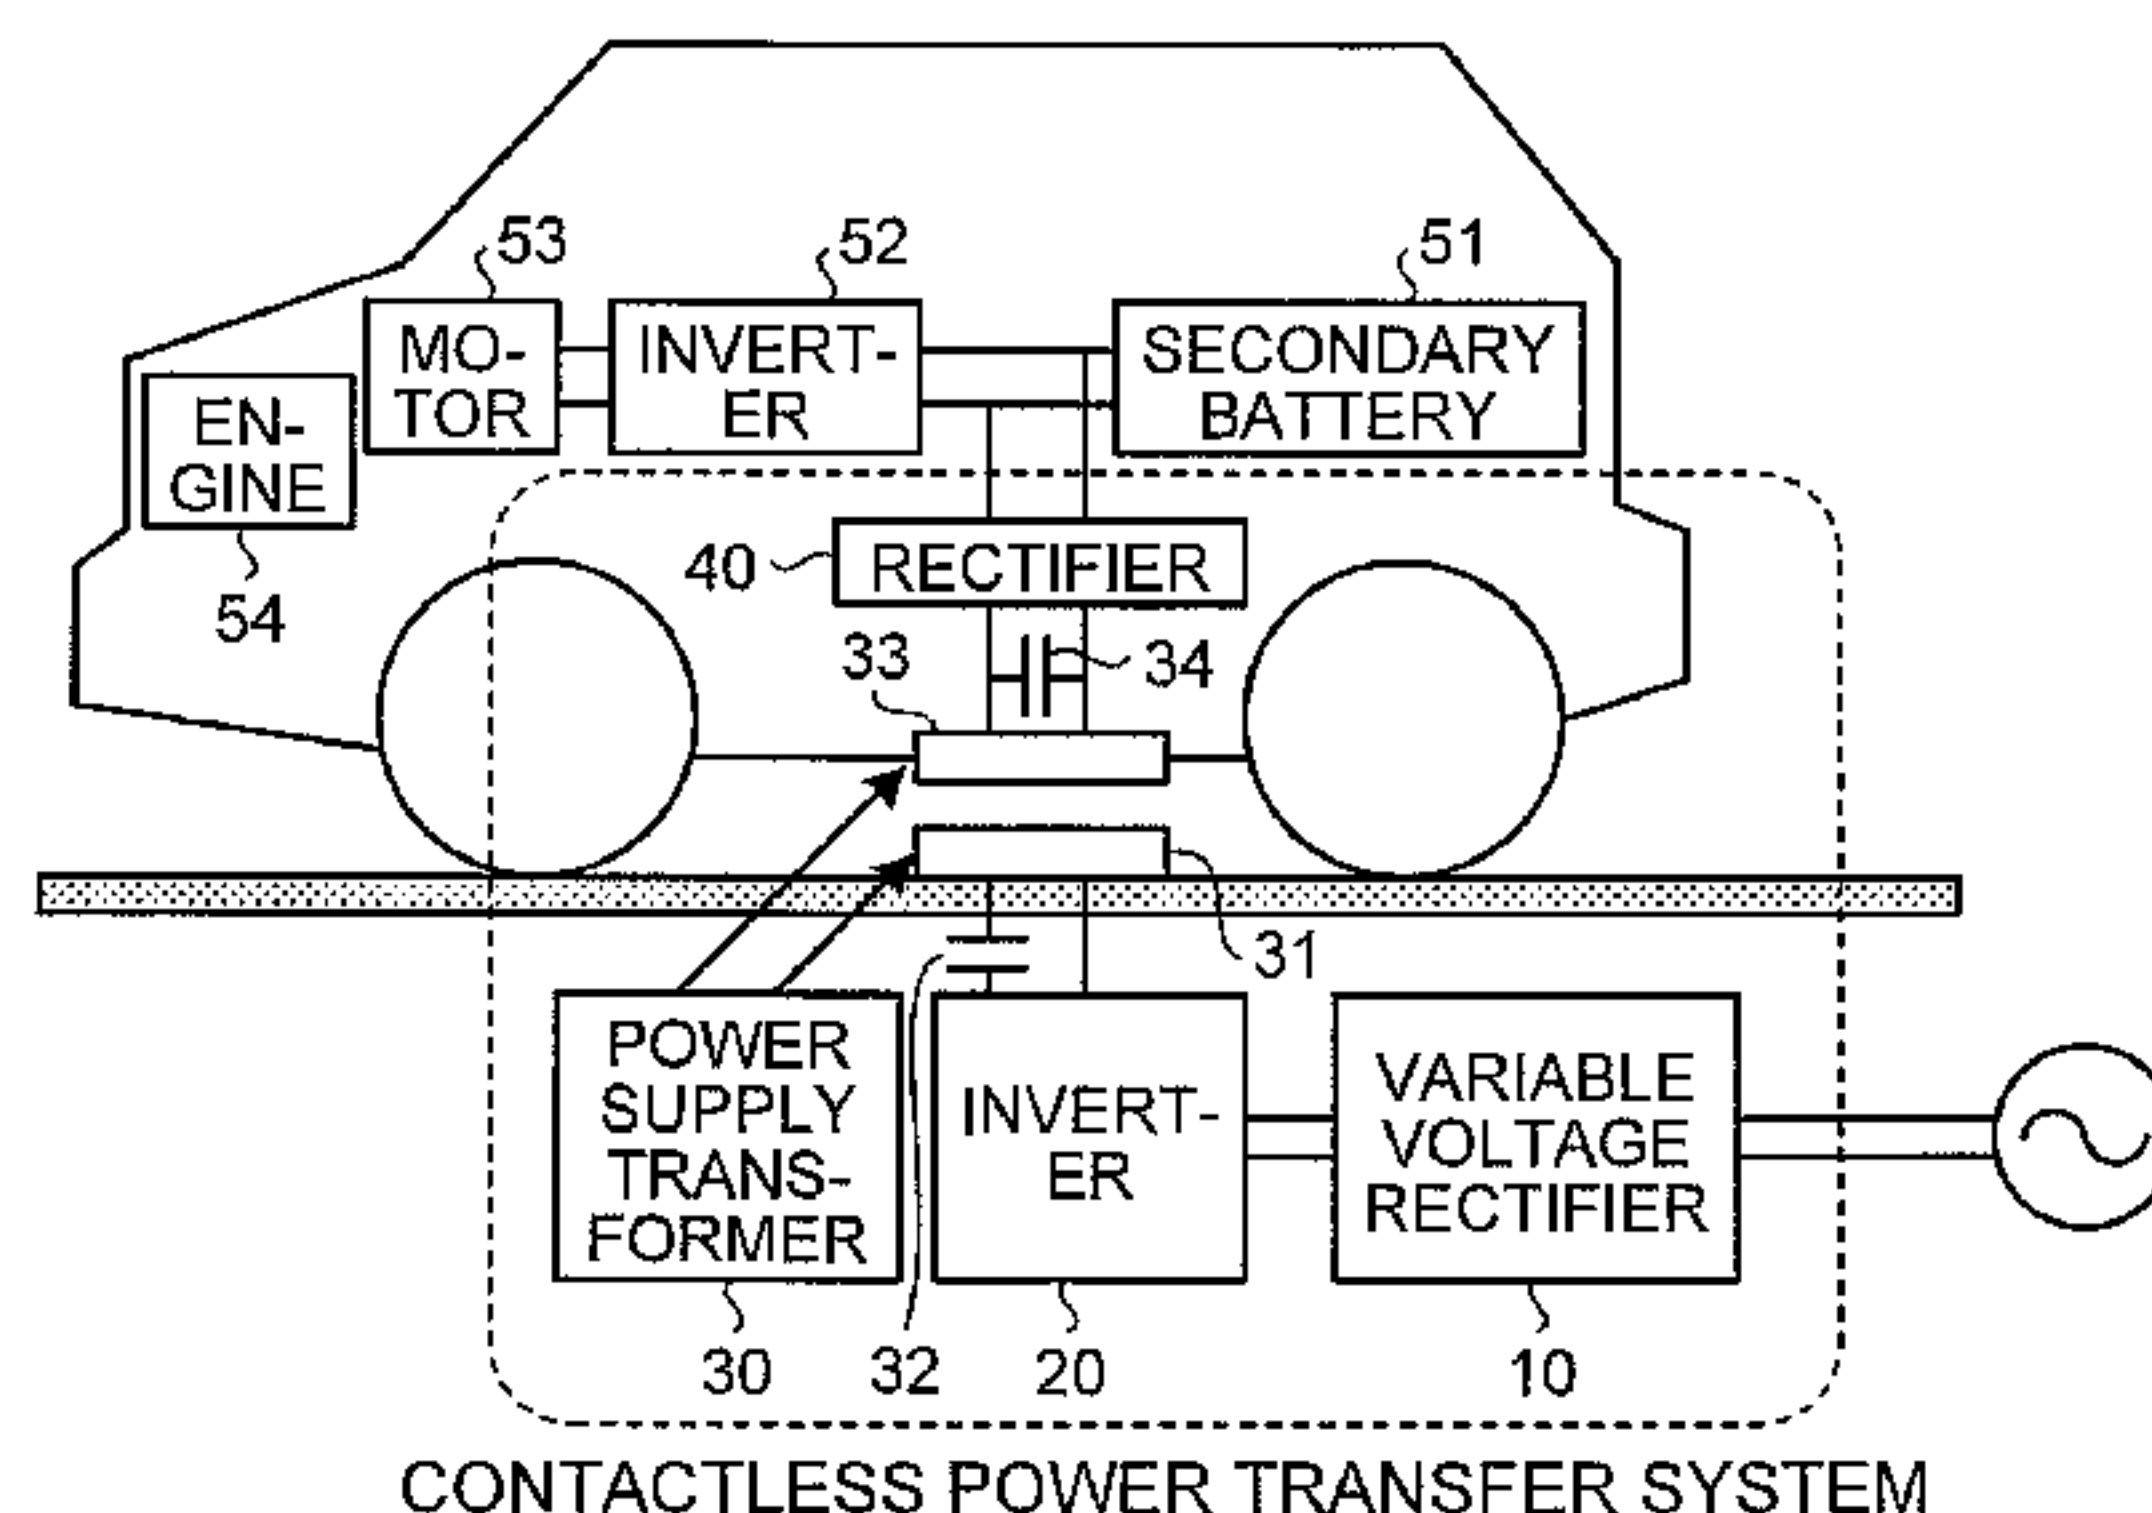 53
52
51
MO-
TOR
INVERT-
ER
SECONDARY
BATTERY
EN-
GINE
54
40
RECTIFIER
33
34
31
POWER
SUPPLY
TRANS-
FORMER
INVERT-
ER
VARIABLE
VOLTAGE
RECTIFIER
30
32
20
10
CONTACTLESS POWER TRANSFER SYSTEM